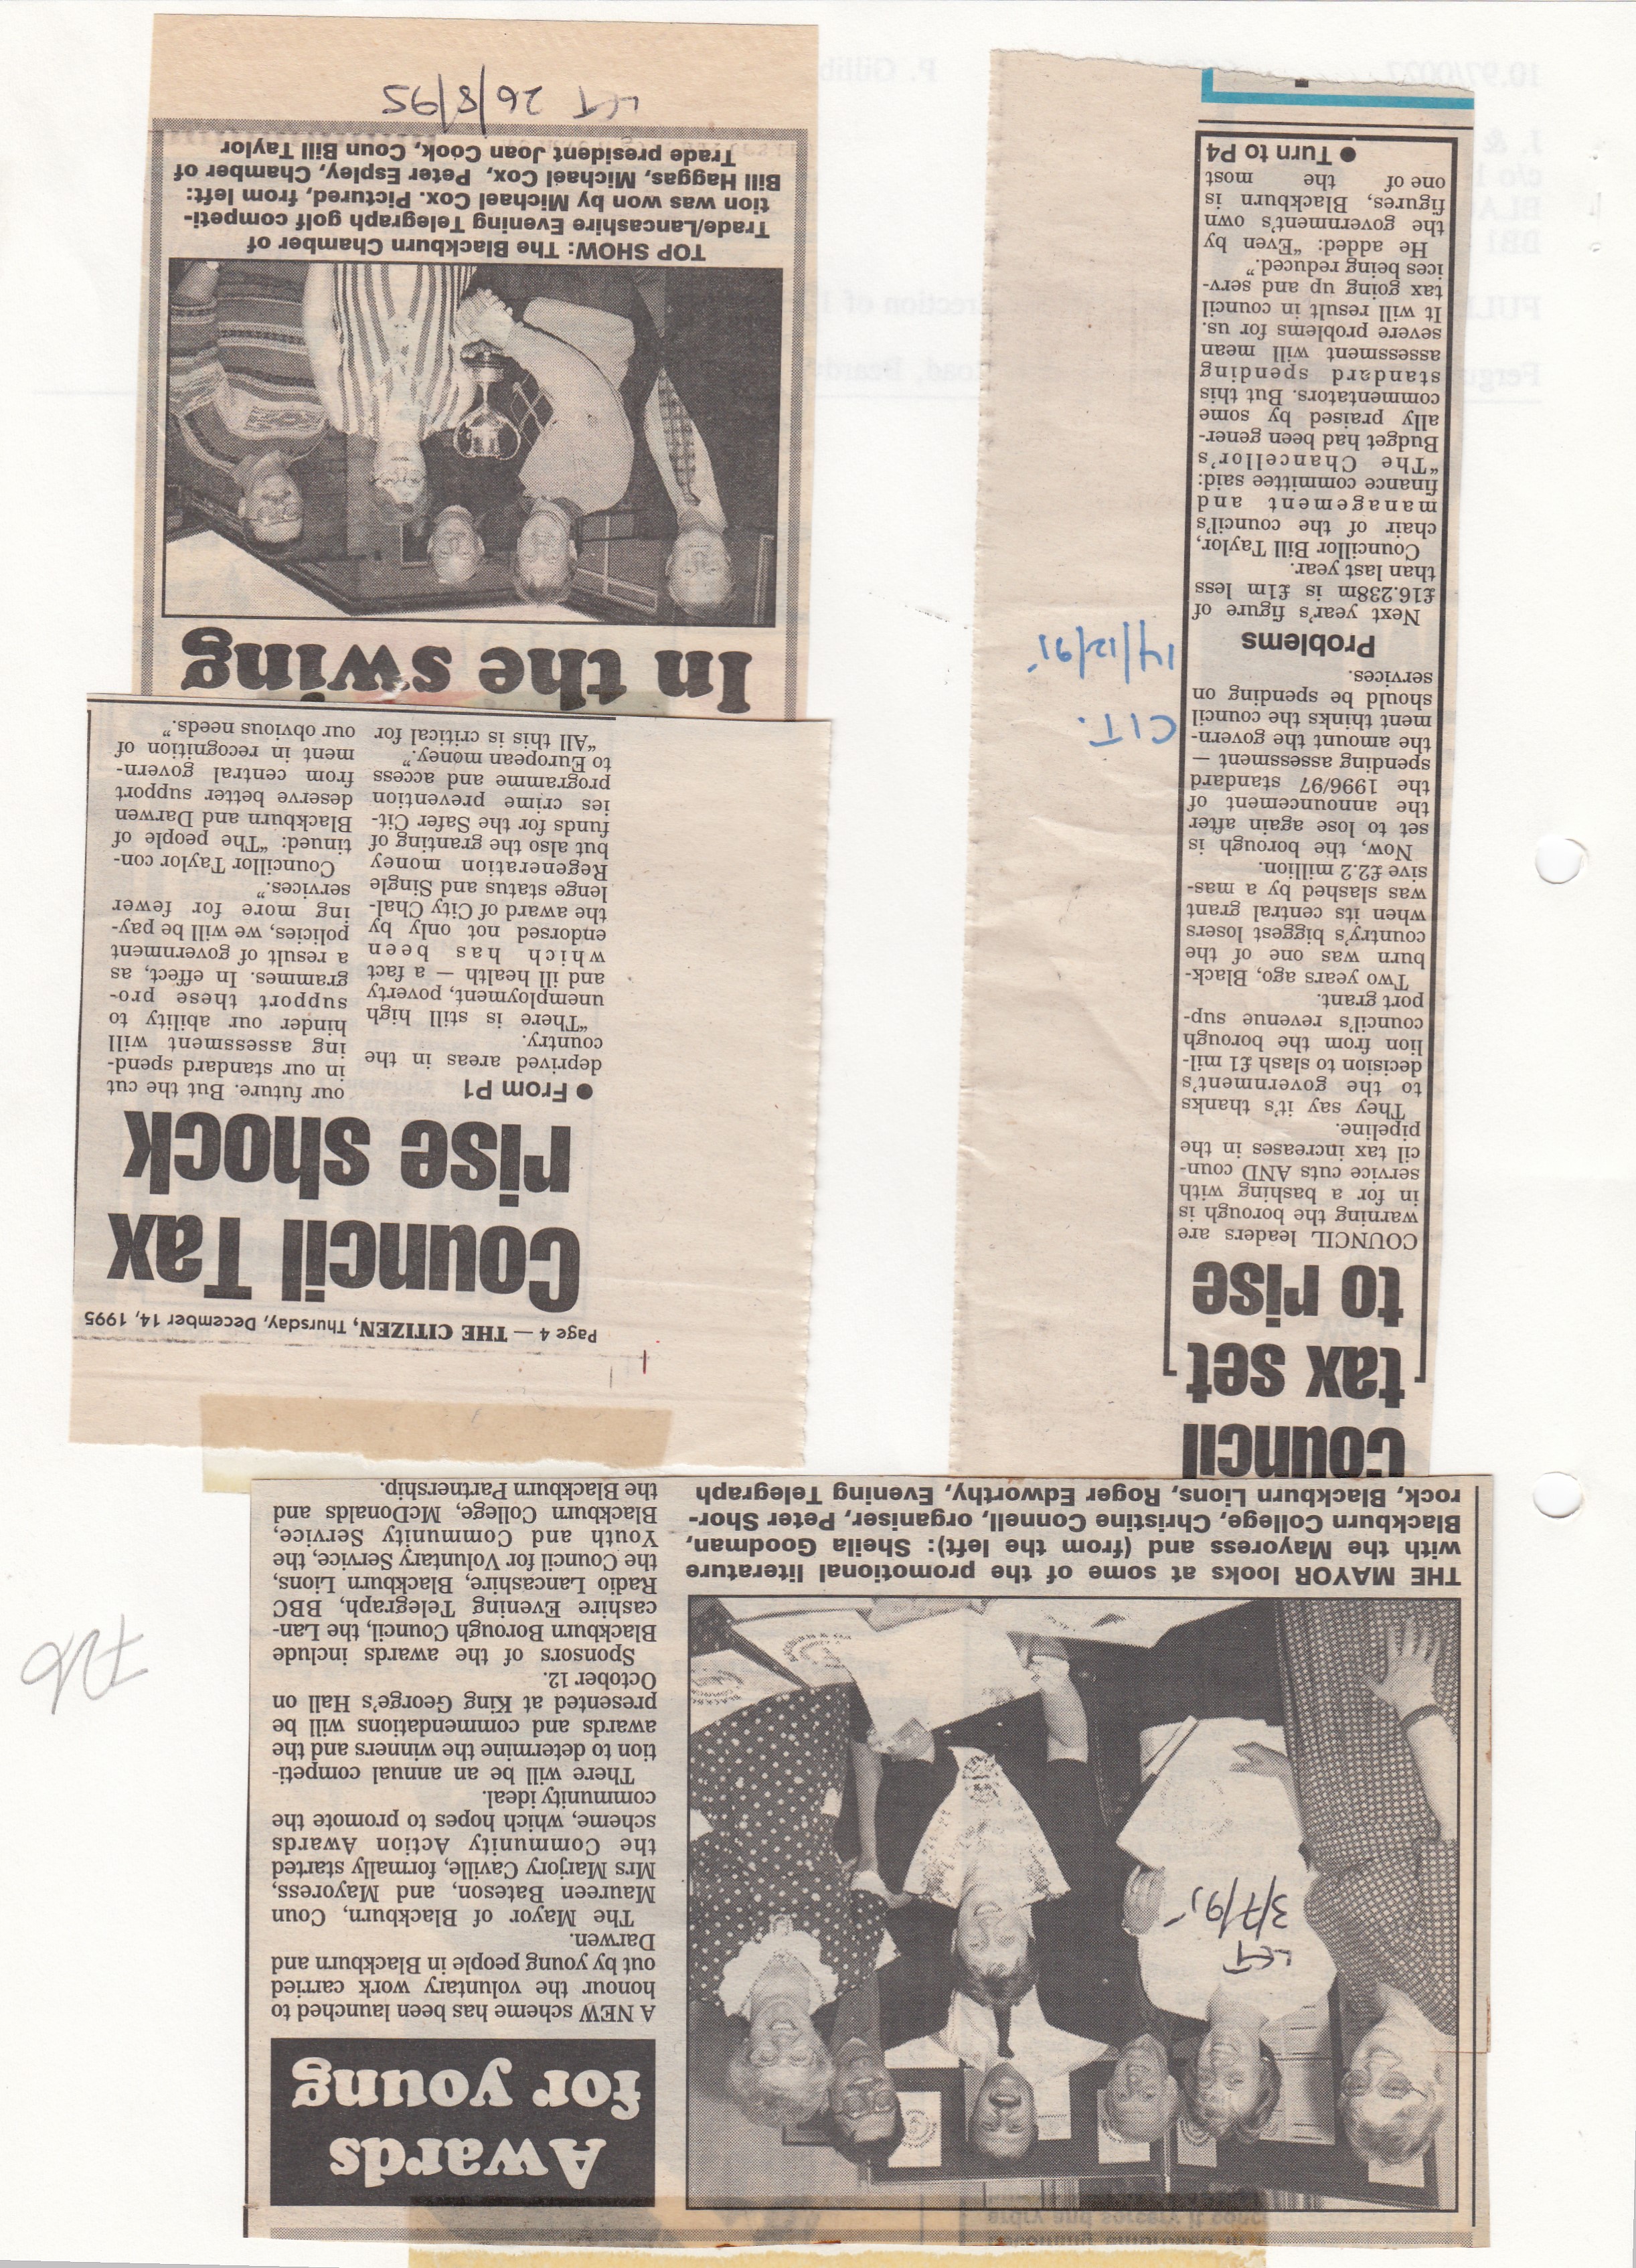 Awards
for young
A NEW scheme has been launched to
honour the voluntary work carried
out by young people in Blackburn and
Darwen.
The Mayor of Blackburn, Coun
Maureen Bateson, and Mayoress,
Mrs Marjory Caville, formally started
the Community Action Awards
scheme, which hopes to promote the
community ideal.
There will be an annual competi-
tion to determine the winners and the
awards and commendations will be
presented at King George's Hall on
October 12.
Sponsors of the awards include
Blackburn Borough Council, the Lan-
cashire Evening Telegraph, BBC
Radio Lancashire, Blackburn Lions,
the Council for Voluntary Service, the
Youth and Community Service,
Blackburn College, McDonalds and
the Blackburn Partnership.
LET
3/7/95
THE MAYOR looks at some of the promotional literature
with the Mayoress and (from the left): Sheila Goodman,
Blackburn College, Christine Connell, organiser, Peter Shor-
rock, Blackburn Lions, Roger Edworthy, Evening Telegraph
Council
tax set
to rise
COUNCIL leaders are
warning the borough is
in for a bashing with
service cuts AND coun-
cil tax increases in the
pipeline.
They say it's thanks
to the government's
decision to slash £1 mil-
lion from the borough
council's revenue sup-
port grant.
Two years ago, Black-
burn was one of the
country's biggest losers
when its central grant
was slashed by a mas-
sive £2.2 million.
Now, the borough is
set to lose again after
the announcement of
the 1996/97 standard
spending assessment —
the amount the govern-
ment thinks the council
should be spending on
services.
Problems
Next year's figure of
£16.238m is £1m less
than last year.
Councillor Bill Taylor,
chair of the council's
management and
finance committee said:
"The Chancellor's
Budget had been gener-
ally praised by some
commentators. But this
standard spending
assessment will mean
severe problems for us.
It will result in council
tax going up and serv-
ices being reduced."
He added: "Even by
the government's own
figures, Blackburn is
one of the most
● Turn to P4
CIT.
14/12/95
Page 4 — THE CITIZEN, Thursday, December 14, 1995
Council Tax
rise shock
● From P1
deprived areas in the
country.
"There is still high
unemployment, poverty
and ill health — a fact
which has been
endorsed not only by
the award of City Chal-
lenge status and Single
Regeneration money
but also the granting of
funds for the Safer Cit-
ies crime prevention
programme and access
to European money."
"All this is critical for
our future. But the cut
in our standard spend-
ing assessment will
hinder our ability to
support these pro-
grammes. In effect, as
a result of government
policies, we will be pay-
ing more for fewer
services."
Councillor Taylor con-
tinued: "The people of
Blackburn and Darwen
deserve better support
from central govern-
ment in recognition of
our obvious needs."
In the swing
TOP SHOW: The Blackburn Chamber of
Trade/Lancashire Evening Telegraph golf competi-
tion was won by Michael Cox. Pictured, from left:
Bill Haggas, Michael Cox, Peter Espley, Chamber of
Trade president Joan Cook, Coun Bill Taylor
LET 26/8/95